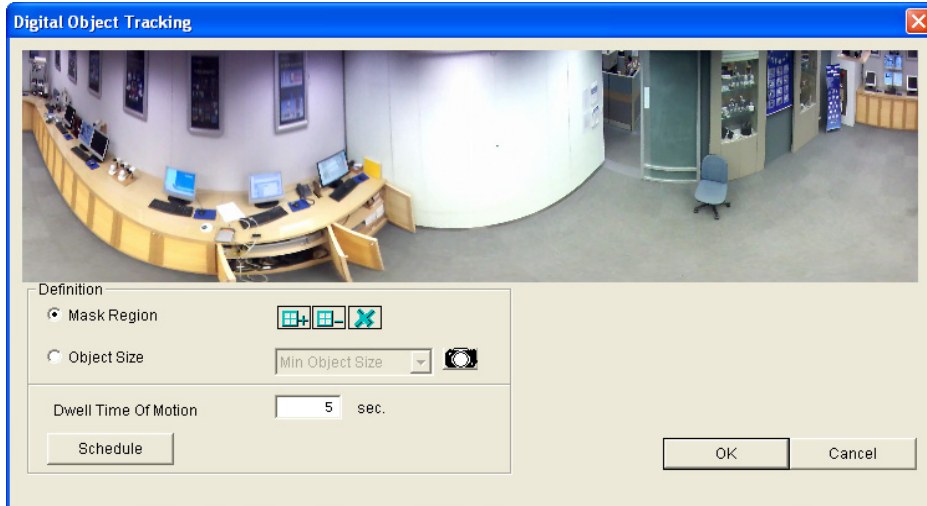 Digital Object Tracking
Definition
Mask Region
Object Size
Min Object Size
Dwell Time Of Motion
5 sec.
Schedule
OK
Cancel